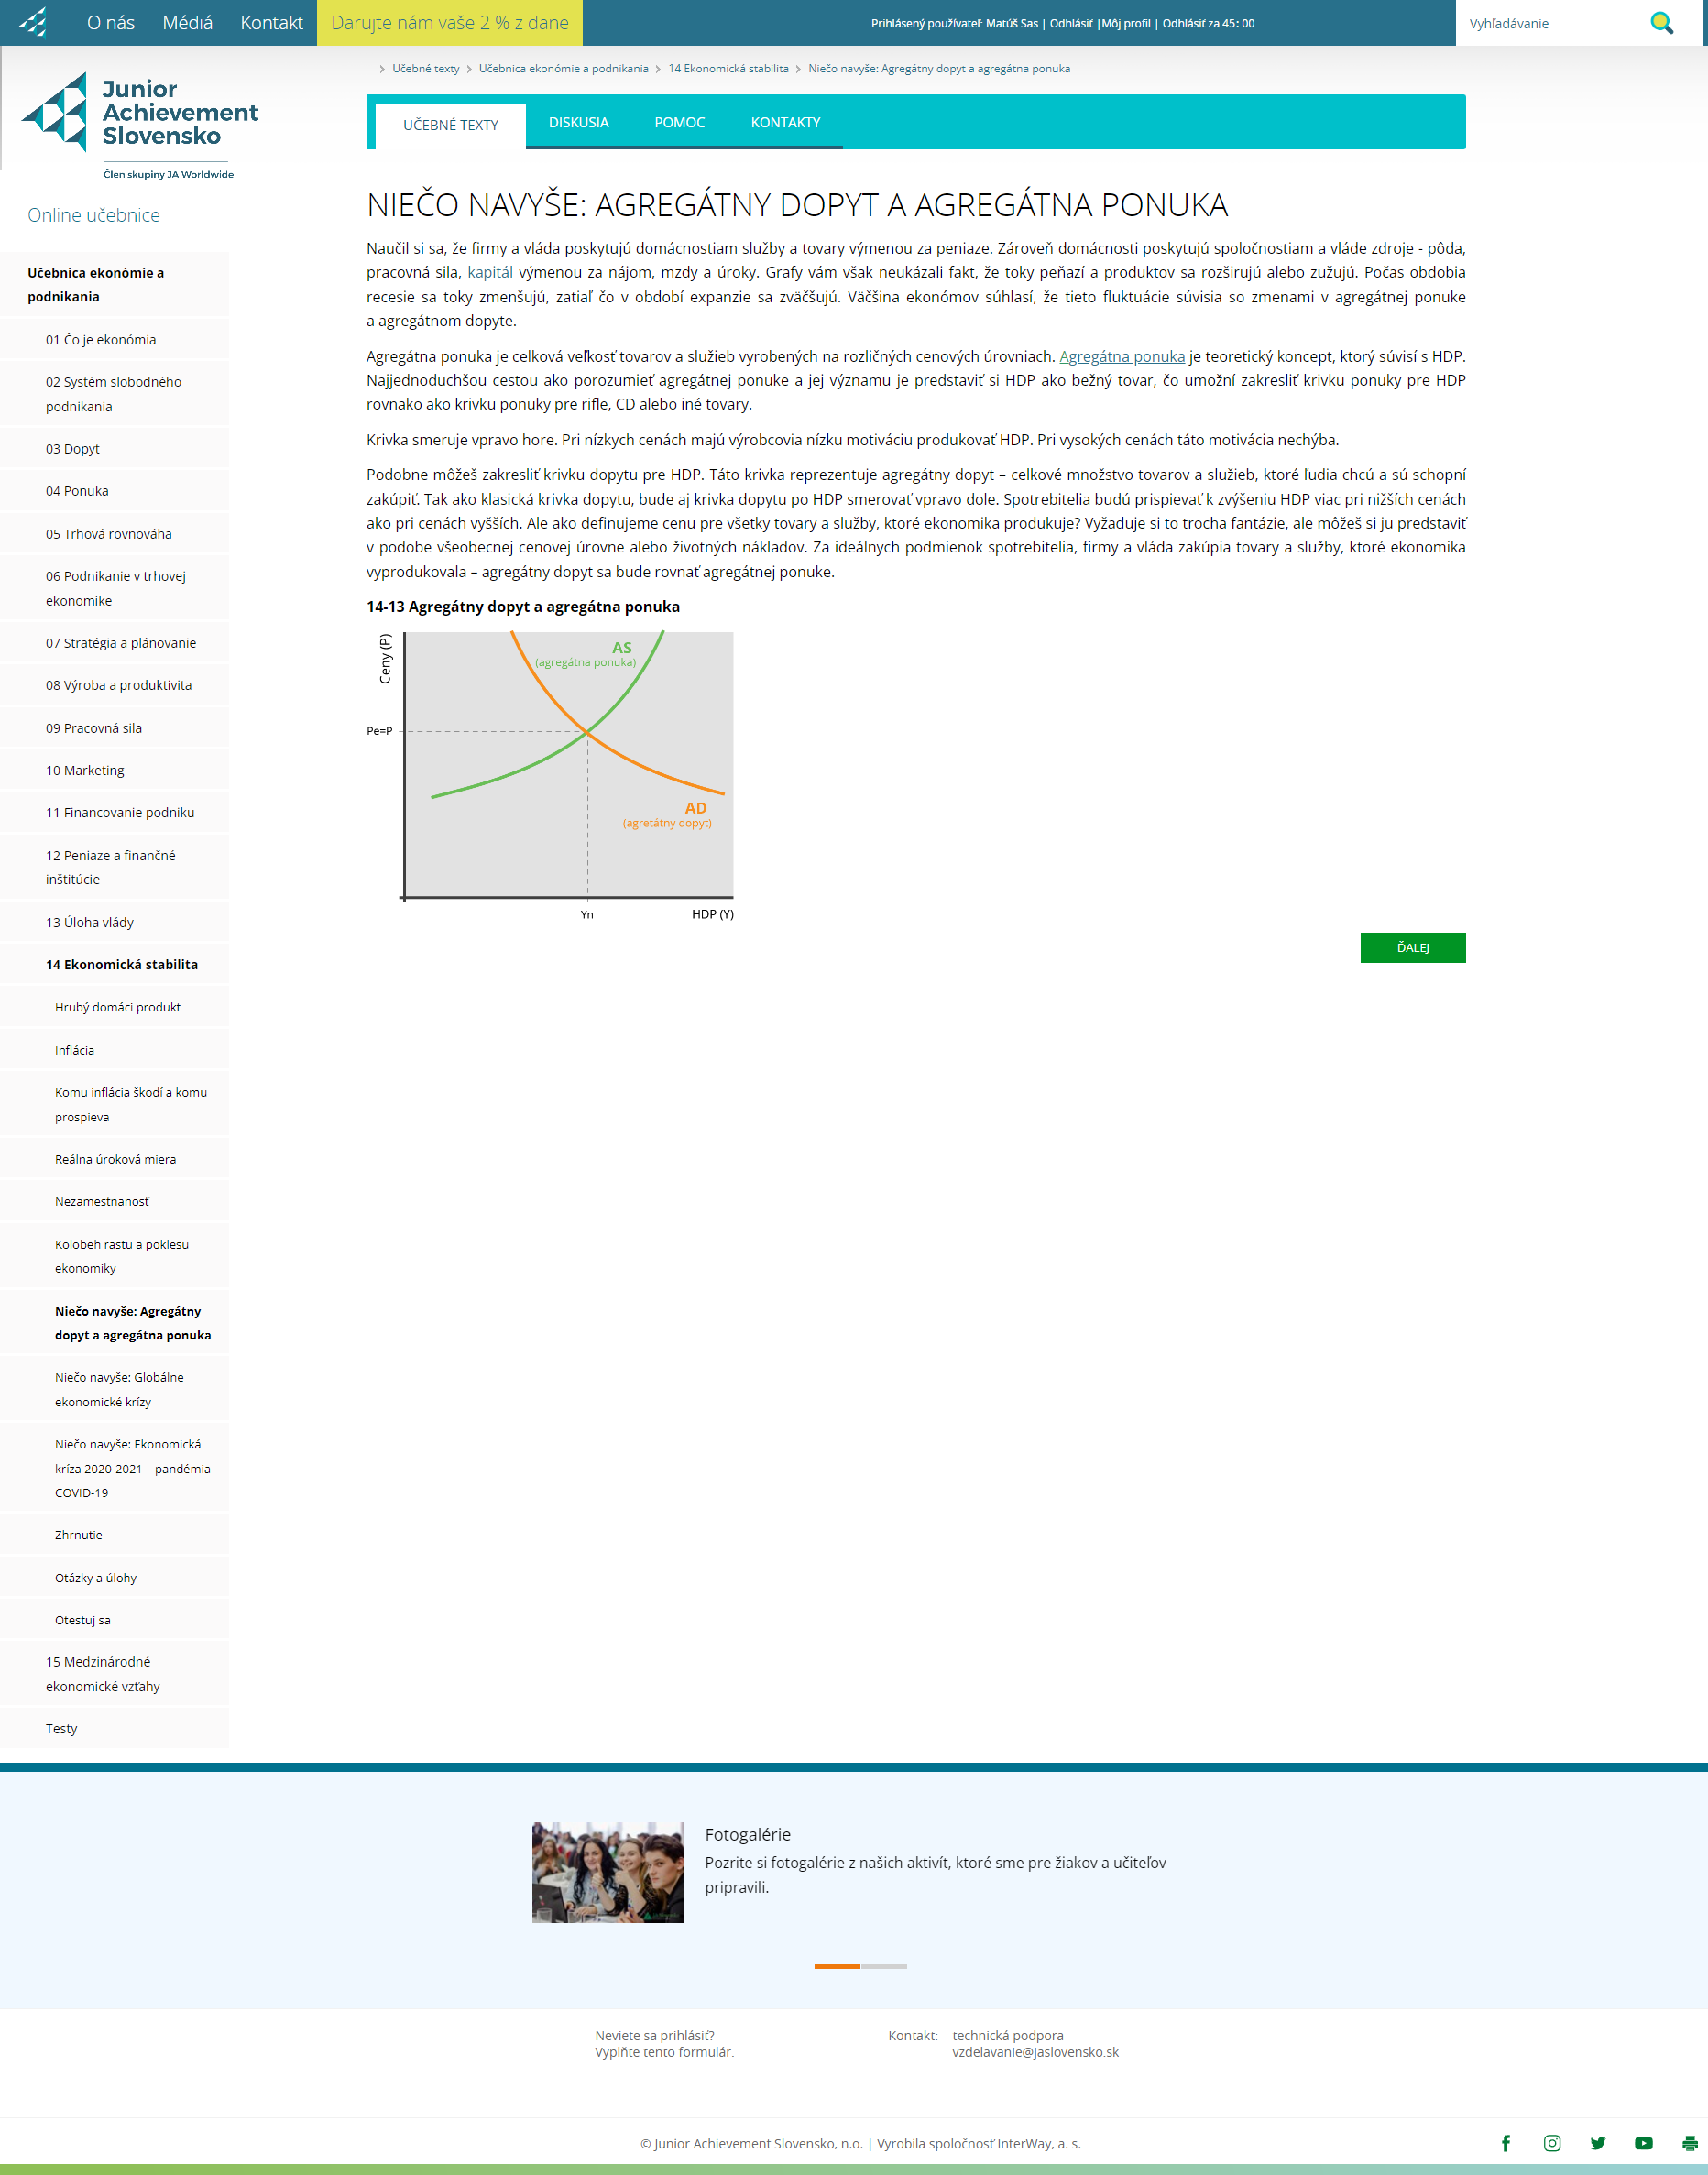 O nás Médiá Kontakt Darujte nám vaše 2 % z dane Prihlásený používateľ: Matúš Sas | Odhlásiť |Môj profil | Odhlásiť za 45: 00 Vyhľadávanie
Junior
Achievement
Slovensko
Člen skupiny JA Worldwide
Učebné texty Učebnica ekonómie a podnikania 14 Ekonomická stabilita Niečo navyše: Agregátny dopyt a agregátna ponuka
UČEBNÉ TEXTY DISKUSIA POMOC KONTAKTY
Online učebnice
Učebnica ekonómie a
podnikania
01 Čo je ekonómia
02 Systém slobodného
podnikania
03 Dopyt
04 Ponuka
05 Trhová rovnováha
06 Podnikanie v trhovej
ekonomike
07 Stratégia a plánovanie
08 Výroba a produktivita
09 Pracovná sila
10 Marketing
11 Financovanie podniku
12 Peniaze a finančné
inštitúcie
13 Úloha vlády
14 Ekonomická stabilita
Hrubý domáci produkt
Inflácia
Komu inflácia škodí a komu
prospieva
Reálna úroková miera
Nezamestnanosť
Kolobeh rastu a poklesu
ekonomiky
Niečo navyše: Agregátny
dopyt a agregátna ponuka
Niečo navyše: Globálne
ekonomické krízy
Niečo navyše: Ekonomická
kríza 2020-2021 – pandémia
COVID-19
Zhrnutie
Otázky a úlohy
Otestuj sa
15 Medzinárodné
ekonomické vzťahy
Testy
NIEČO NAVYŠE: AGREGÁTNY DOPYT A AGREGÁTNA PONUKA
Naučil si sa, že firmy a vláda poskytujú domácnostiam služby a tovary výmenou za peniaze. Zároveň domácnosti poskytujú spoločnostiam a vláde zdroje - pôda,
pracovná sila, kapitál výmenou za nájom, mzdy a úroky. Grafy vám však neukázali fakt, že toky peňazí a produktov sa rozširujú alebo zužujú. Počas obdobia
recesie sa toky zmenšujú, zatiaľ čo v období expanzie sa zväčšujú. Väčšina ekonómov súhlasí, že tieto fluktuácie súvisia so zmenami v agregátnej ponuke
a agregátnom dopyte.
Agregátna ponuka je celková veľkosť tovarov a služieb vyrobených na rozličných cenových úrovniach. Agregátna ponuka je teoretický koncept, ktorý súvisí s HDP.
Najjednoduchšou cestou ako porozumieť agregátnej ponuke a jej významu je predstaviť si HDP ako bežný tovar, čo umožní zakresliť krivku ponuky pre HDP
rovnako ako krivku ponuky pre rifle, CD alebo iné tovary.
Krivka smeruje vpravo hore. Pri nízkych cenách majú výrobcovia nízku motiváciu produkovať HDP. Pri vysokých cenách táto motivácia nechýba.
Podobne môžeš zakresliť krivku dopytu pre HDP. Táto krivka reprezentuje agregátny dopyt – celkové množstvo tovarov a služieb, ktoré ľudia chcú a sú schopní
zakúpiť. Tak ako klasická krivka dopytu, bude aj krivka dopytu po HDP smerovať vpravo dole. Spotrebitelia budú prispievať k zvýšeniu HDP viac pri nižších cenách
ako pri cenách vyšších. Ale ako definujeme cenu pre všetky tovary a služby, ktoré ekonomika produkuje? Vyžaduje si to trocha fantázie, ale môžeš si ju predstaviť
v podobe všeobecnej cenovej úrovne alebo životných nákladov. Za ideálnych podmienok spotrebitelia, firmy a vláda zakúpia tovary a služby, ktoré ekonomika
vyprodukovala – agregátny dopyt sa bude rovnať agregátnej ponuke.
14-13 Agregátny dopyt a agregátna ponuka
Ceny (P)
AS
(agregátna ponuka)
Pe=P
AD
(agretátny dopyt)
Yn HDP (Y)
ĎALEJ
Fotogalérie
Pozrite si fotogalérie z našich aktivít, ktoré sme pre žiakov a učiteľov
pripravili.
Neviete sa prihlásiť? Kontakt: technická podpora
Vyplňte tento formulár. vzdelavanie@jaslovensko.sk
© Junior Achievement Slovensko, n.o. | Vyrobila spoločnosť InterWay, a. s.